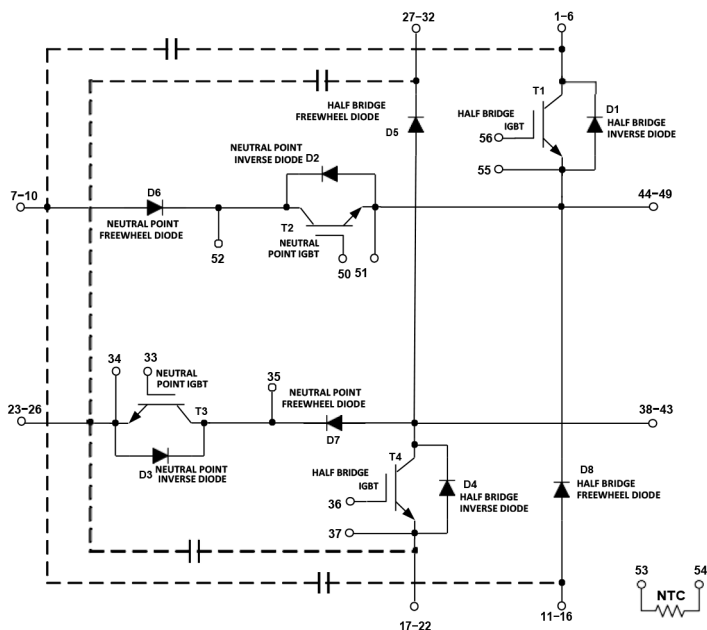 27–32
1–6
T1
D1
HALF BRIDGE
FREEWHEEL DIODE
D5
HALF BRIDGE
IGBT
56
HALF BRIDGE
INVERSE DIODE
NEUTRAL POINT
INVERSE DIODE
D2
55
7–10
D6
NEUTRAL POINT
FREEWHEEL DIODE
52
T2
NEUTRAL
POINT IGBT
50
51
44–49
34
33
NEUTRAL
POINT IGBT
35
NEUTRAL POINT
FREEWHEEL DIODE
23–26
T3
D7
38–43
D3
NEUTRAL POINT
INVERSE DIODE
HALF BRIDGE
IGBT
T4
36
D4
HALF BRIDGE
INVERSE DIODE
D8
HALF BRIDGE
FREEWHEEL DIODE
37
53
54
NTC
17–22
11–16